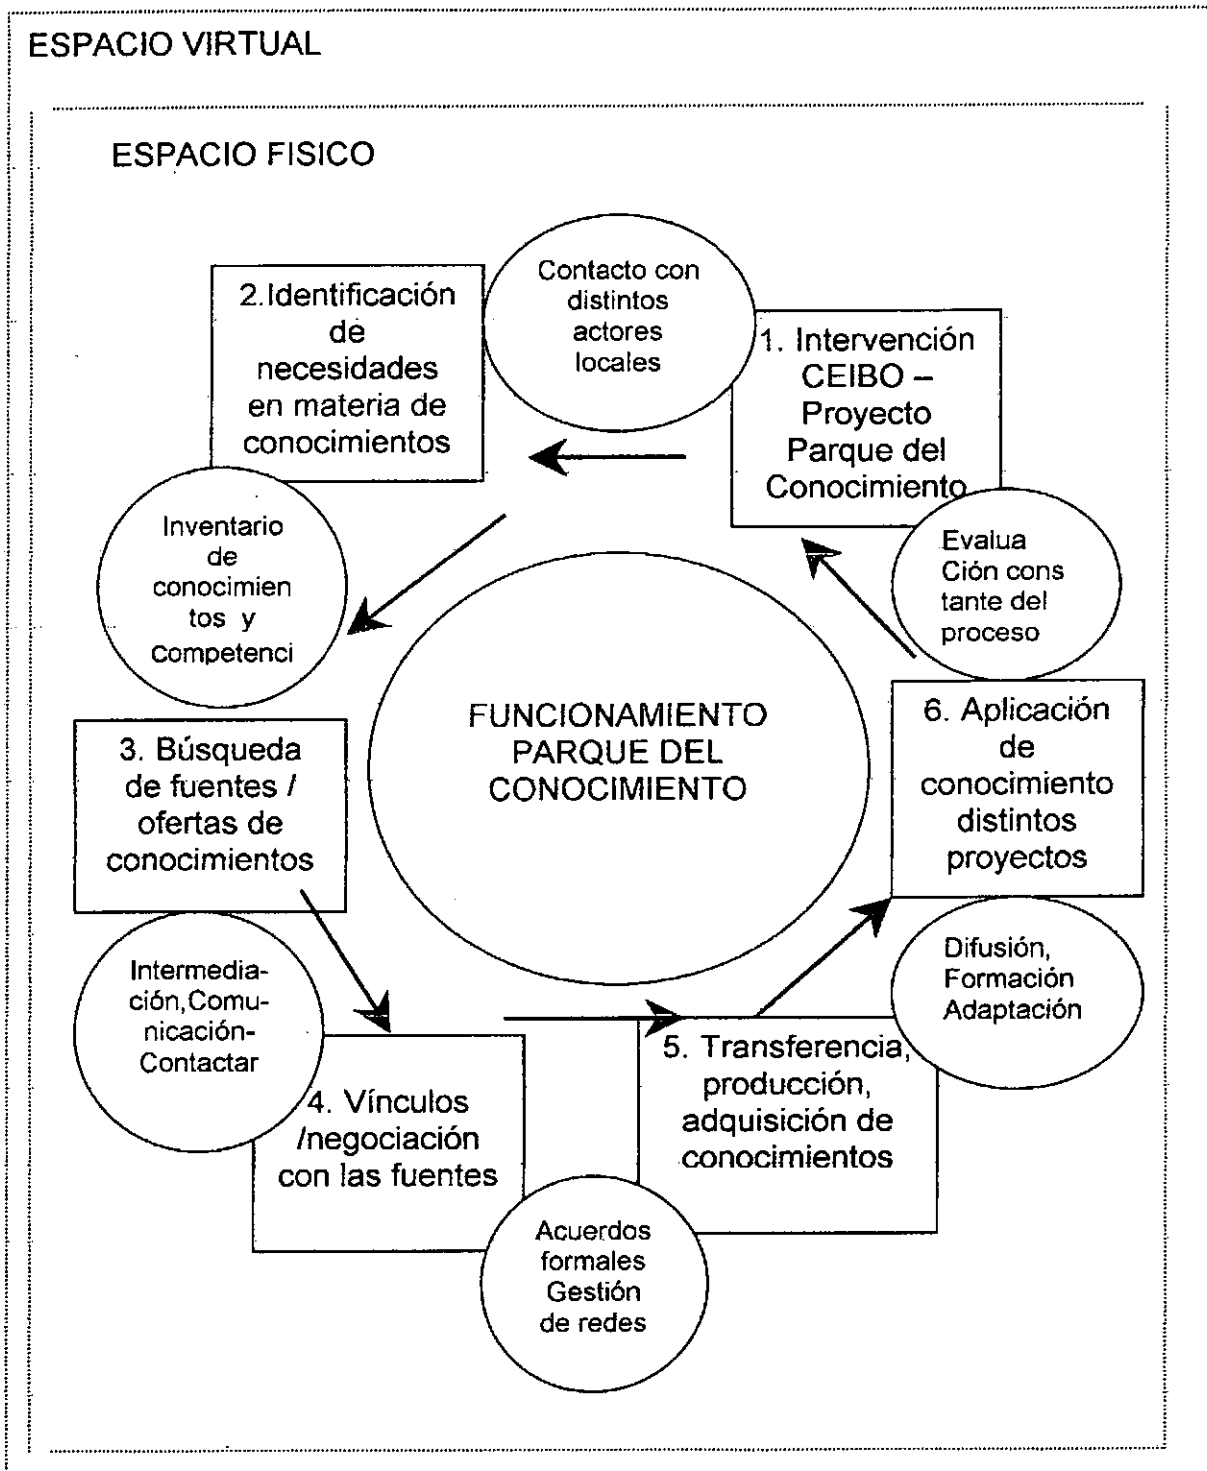 ESPACIO VIRTUAL
ESPACIO FISICO
Contacto con
distintos
actores
locales
1. Intervención
CEIBO –
Proyecto
Parque del
Conocimiento
2.Identificación
de
necesidades
en materia de
conocimientos
Inventario
de
conocimien
tos y
competenci
Evalua
Ción cons
tante del
proceso
FUNCIONAMIENTO
PARQUE DEL
CONOCIMIENTO
3. Búsqueda
de fuentes /
ofertas de
conocimientos
6. Aplicación
de
conocimiento
distintos
proyectos
Intermedia-
ción,Comu-
nicación-
Contactar
Difusión,
Formación
Adaptación
4. Vínculos
/negociación
con las fuentes
5. Transferencia,
producción,
adquisición de
conocimientos
Acuerdos
formales
Gestión
de redes